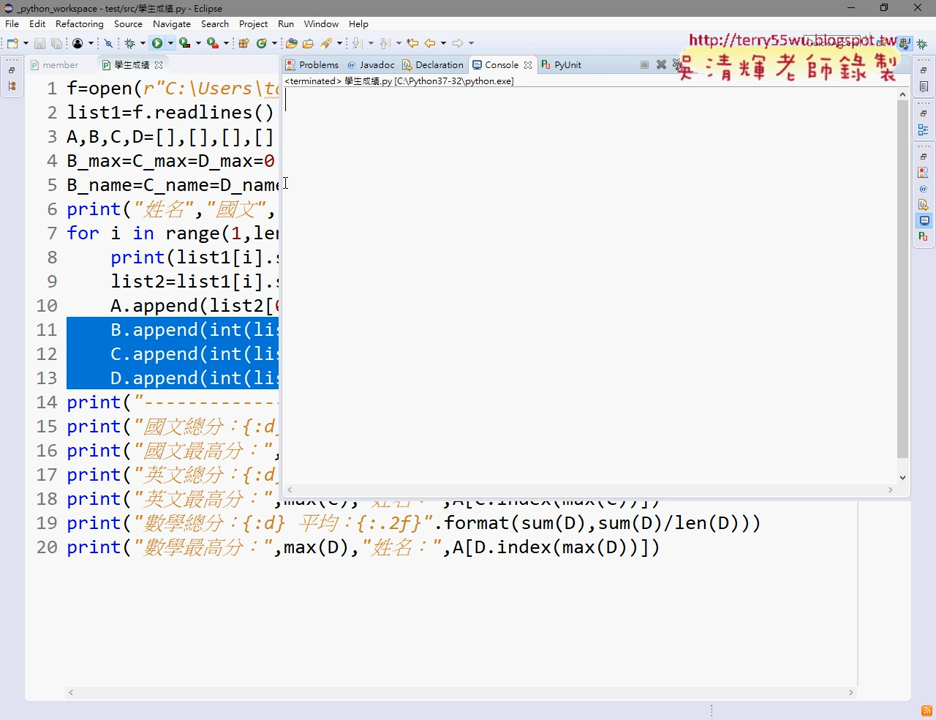 _python_workspace - test/src/學生成績.py - Eclipse
File Edit Refactoring Source Navigate Search Project Run Window Help
http://terry55wu.blogspot.tw
吳清輝老師錄製
member 學生成績 Problems @ Javadoc Declaration Console PyUnit
<terminated> 學生成績.py [C:\Python37-32\python.exe]
1 f=open(r"C:\Users\to
2 list1=f.readlines()
3 A,B,C,D=[],[],[],[]
4 B_max=C_max=D_max=0
5 B_name=C_name=D_name
6 print("姓名","國文",
7 for i in range(1,len
8 print(list1[i].s
9 list2=list1[i].s
10 A.append(list2[0
11 B.append(int(lis
12 C.append(int(lis
13 D.append(int(lis
14 print("-------------
15 print("國文總分：{:d}
16 print("國文最高分：",
17 print("英文總分：{:d}
18 print("英文最高分：",max(C),"姓名：",A[C.index(max(C))])
19 print("數學總分：{:d} 平均：{:.2f}".format(sum(D),sum(D)/len(D)))
20 print("數學最高分：",max(D),"姓名：",A[D.index(max(D))])